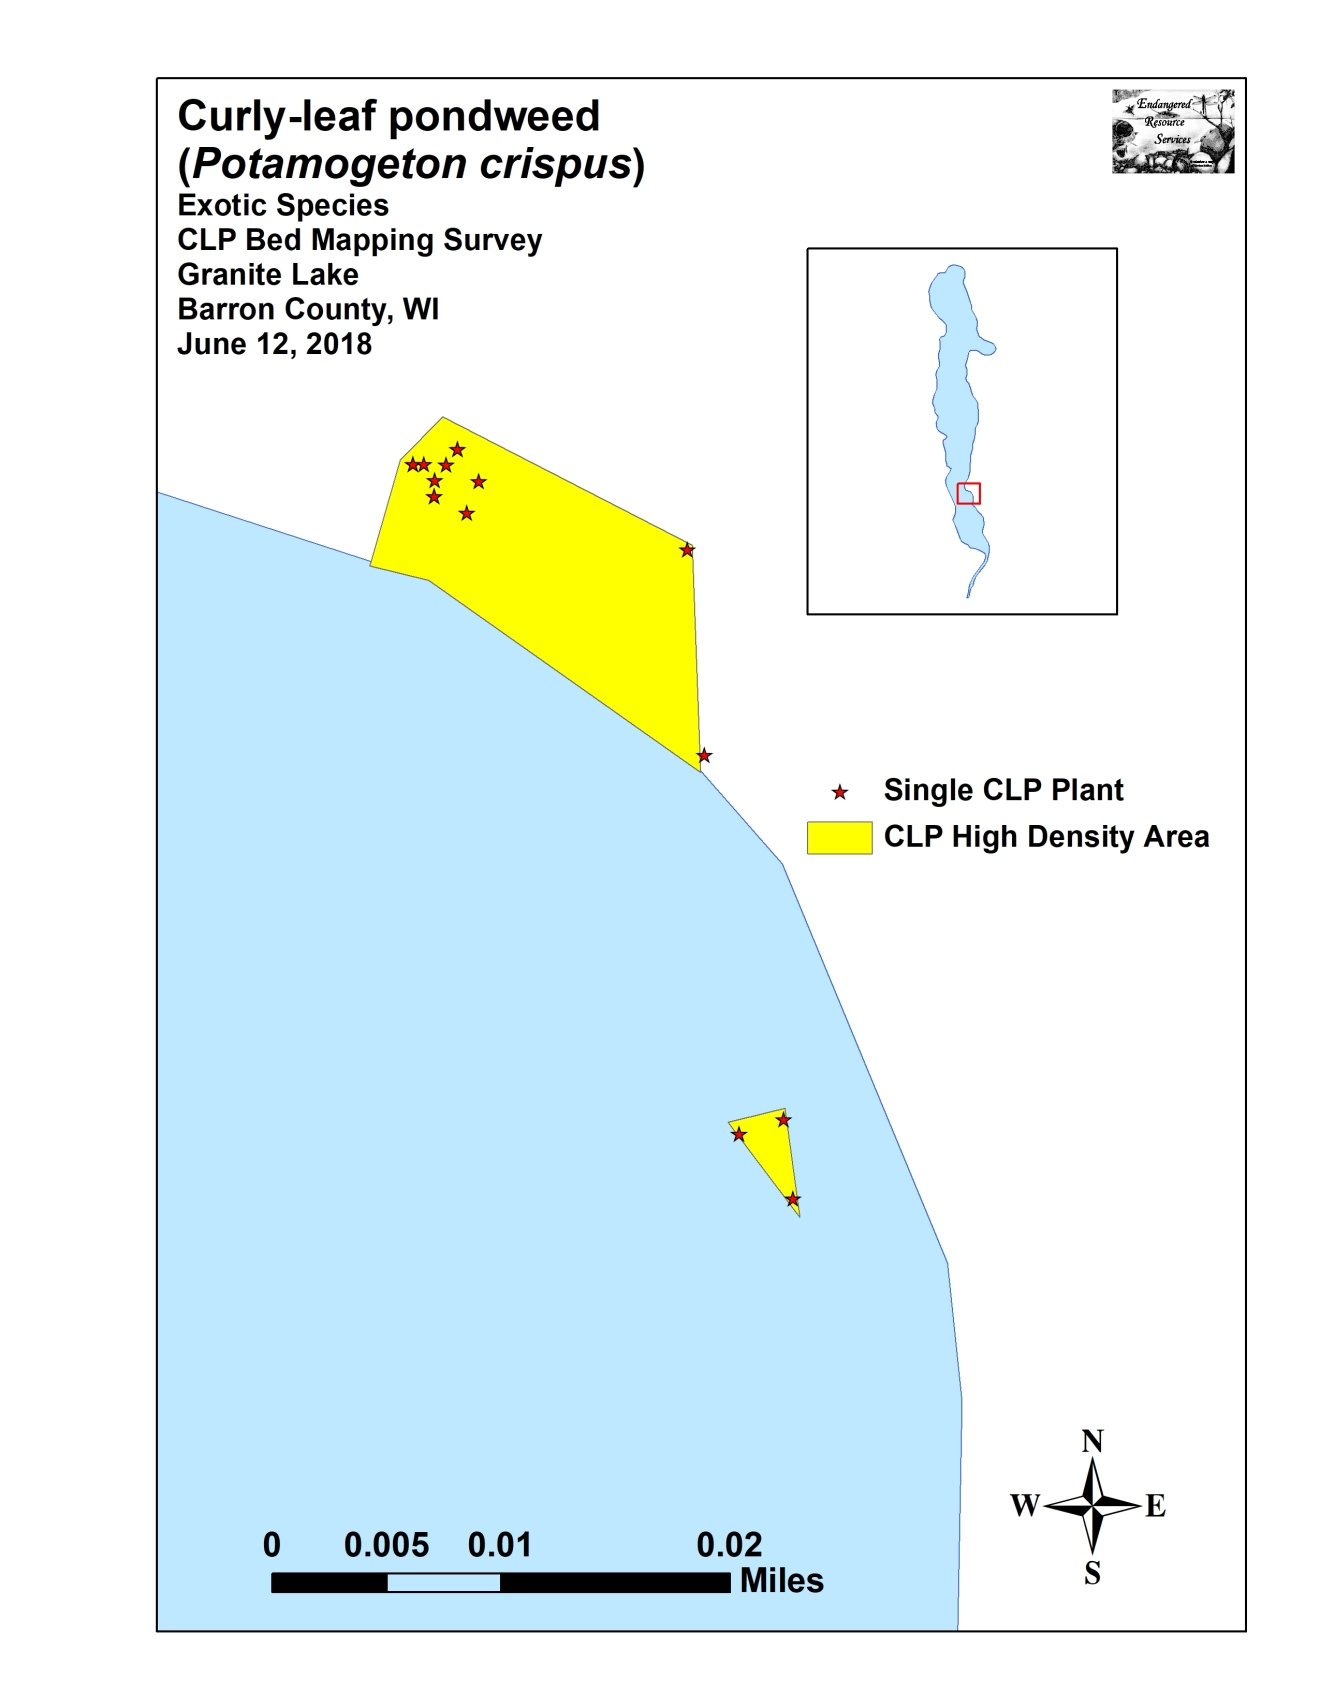 Curly-leaf pondweed
(Potamogeton crispus)
Exotic Species
CLP Bed Mapping Survey
Granite Lake
Barron County, WI
June 12, 2018
Endangered
Resource
Services
Single CLP Plant
CLP High Density Area
N
W E
S
0 0.005 0.01 0.02
Miles